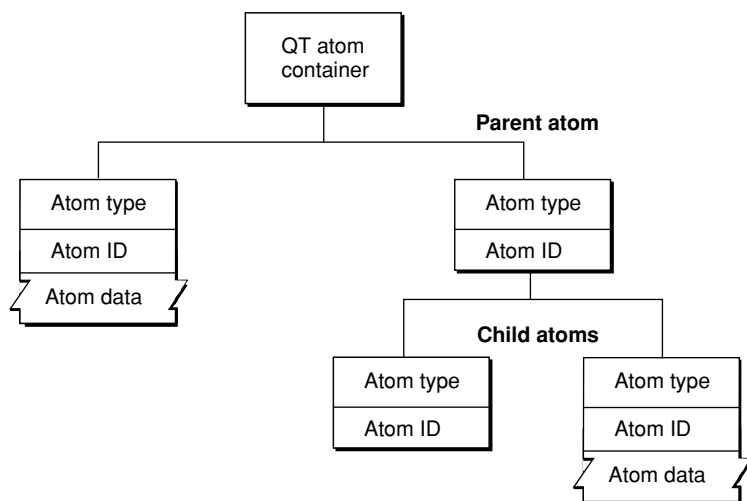 QT atom
container
Parent atom
Atom type
Atom ID
Atom data
Atom type
Atom ID
Child atoms
Atom type
Atom ID
Atom type
Atom ID
Atom data